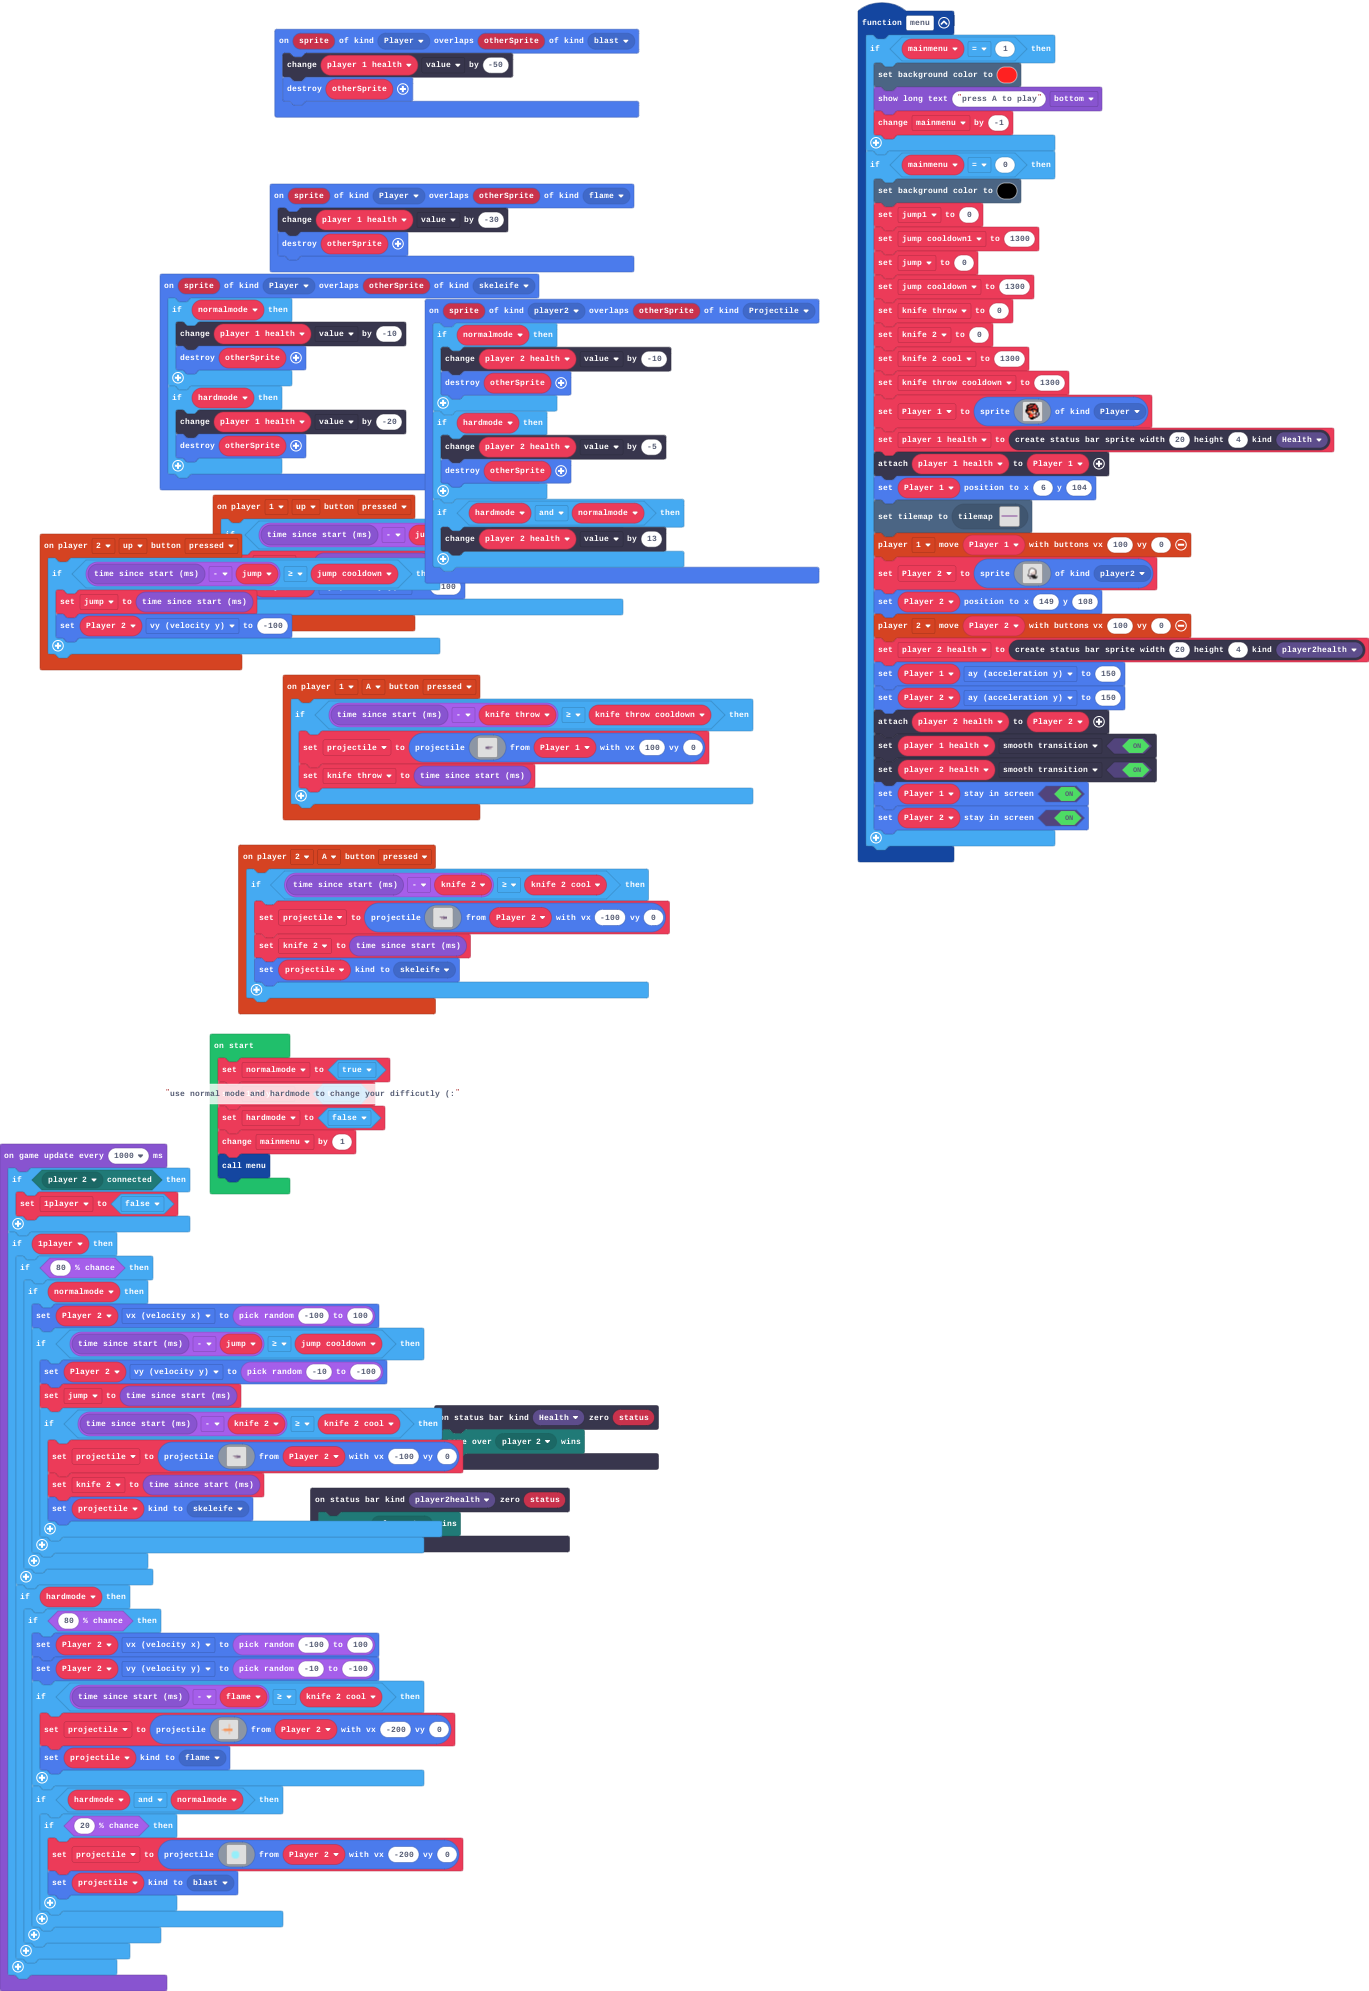 on sprite of kind Player overlaps otherSprite of kind blast
change player 1 health value by -50
destroy otherSprite
on sprite of kind Player overlaps otherSprite of kind flame
change player 1 health value by -30
destroy otherSprite
on sprite of kind Player overlaps otherSprite of kind skeleife
if normalmode then
change player 1 health value by -10
destroy otherSprite
if hardmode then
change player 1 health value by -20
destroy otherSprite
on sprite of kind player2 overlaps otherSprite of kind Projectile
if normalmode then
change player 2 health value by -10
destroy otherSprite
if hardmode then
change player 2 health value by -5
destroy otherSprite
if hardmode and normalmode then
change player 2 health value by 13
on player 1 up button pressed
if time since start (ms) -
100
on player 2 up button pressed
if time since start (ms) - jump ≥ jump cooldown
set jump to time since start (ms)
set Player 2 vy (velocity y) to -100
on player 1 A button pressed
if time since start (ms) - knife throw ≥ knife throw cooldown then
set projectile to projectile from Player 1 with vx 100 vy 0
set knife throw to time since start (ms)
on player 2 A button pressed
if time since start (ms) - knife 2 ≥ knife 2 cool then
set projectile to projectile from Player 2 with vx -100 vy 0
set knife 2 to time since start (ms)
set projectile kind to skeleife
on start
set normalmode to true
"use normal mode and hardmode to change your difficutly (:"
set hardmode to false
change mainmenu by 1
call menu
on game update every 1000 ms
if player 2 connected then
set 1player to false
if 1player then
if 80 % chance then
if normalmode then
set Player 2 vx (velocity x) to pick random -100 to 100
if time since start (ms) - jump ≥ jump cooldown then
set Player 2 vy (velocity y) to pick random -10 to -100
set jump to time since start (ms)
if time since start (ms) - knife 2 ≥ knife 2 cool then
set projectile to projectile from Player 2 with vx -100 vy 0
set knife 2 to time since start (ms)
set projectile kind to skeleife
if hardmode then
if 80 % chance then
set Player 2 vx (velocity x) to pick random -100 to 100
set Player 2 vy (velocity y) to pick random -10 to -100
if time since start (ms) - flame ≥ knife 2 cool then
set projectile to projectile from Player 2 with vx -200 vy 0
set projectile kind to flame
if hardmode and normalmode then
if 20 % chance then
set projectile to projectile from Player 2 with vx -200 vy 0
set projectile kind to blast
on status bar kind Health zero status
over player 2 wins
on status bar kind player2health zero status
function menu
if mainmenu = 1 then
set background color to
show long text "press A to play" bottom
change mainmenu by -1
if mainmenu = 0 then
set background color to
set jump1 to 0
set jump cooldown1 to 1300
set jump to 0
set jump cooldown to 1300
set knife throw to 0
set knife 2 to 0
set knife 2 cool to 1300
set knife throw cooldown to 1300
set Player 1 to sprite of kind Player
set player 1 health to create status bar sprite width 20 height 4 kind Health
attach player 1 health to Player 1
set Player 1 position to x 6 y 104
set tilemap to tilemap
player 1 move Player 1 with buttons vx 100 vy 0
set Player 2 to sprite of kind player2
set Player 2 position to x 149 y 108
player 2 move Player 2 with buttons vx 100 vy 0
set player 2 health to create status bar sprite width 20 height 4 kind player2health
set Player 1 ay (acceleration y) to 150
set Player 2 ay (acceleration y) to 150
attach player 2 health to Player 2
set player 1 health smooth transition ON
set player 2 health smooth transition ON
set Player 1 stay in screen ON
set Player 2 stay in screen ON